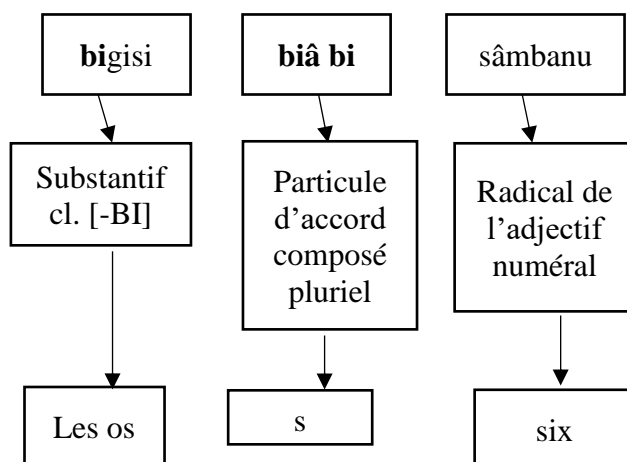 bigisi
biâ bi
sâmbanu
Substantif
cl. [-BI]
Particule
d’accord
composé
pluriel
Radical de
l’adjectif
numéral
Les os
s
six